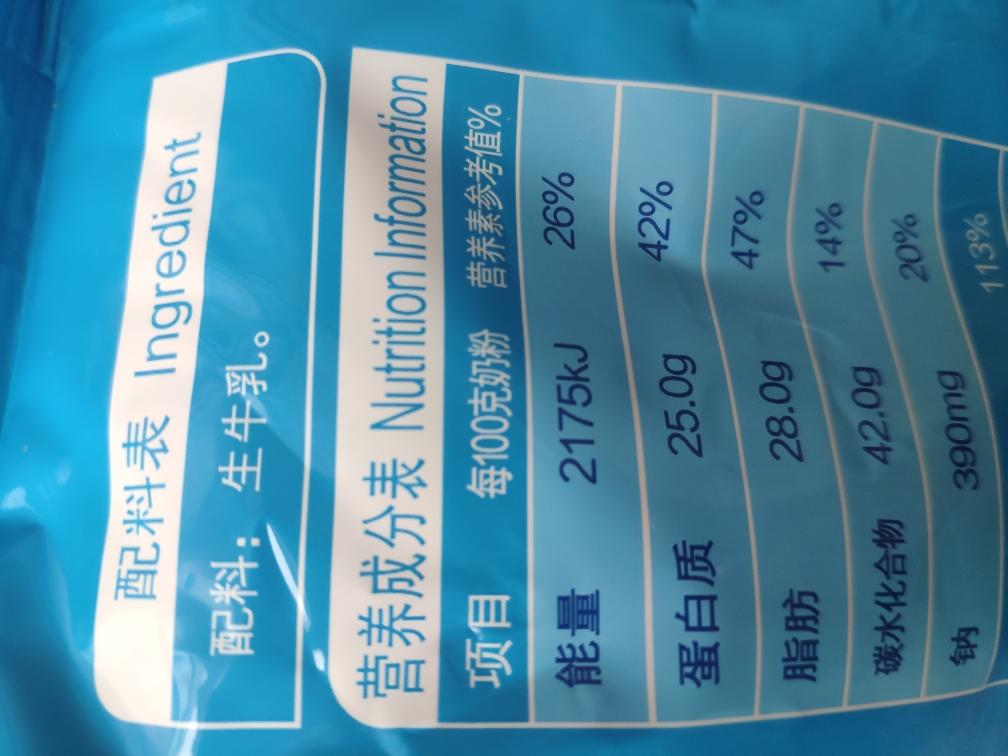 配料表 Ingredient
配料：生牛乳。
营养成分表 Nutrition Information
项目 每100克奶粉 营养素参考值%
能量 2175kJ 26%
蛋白质 25.0g 42%
脂肪 28.0g 47%
碳水化合物 42.0g 14%
钠 390mg 20%
113%